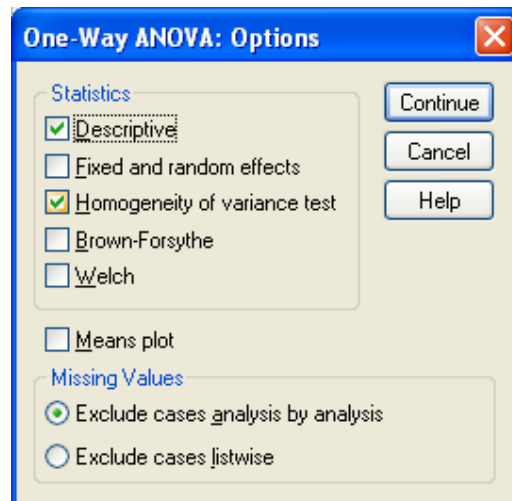 One-Way ANOVA: Options
Statistics
Descriptive
Fixed and random effects
Homogeneity of variance test
Brown-Forsythe
Welch
Continue
Cancel
Help
Means plot
Missing Values
Exclude cases analysis by analysis
Exclude cases listwise